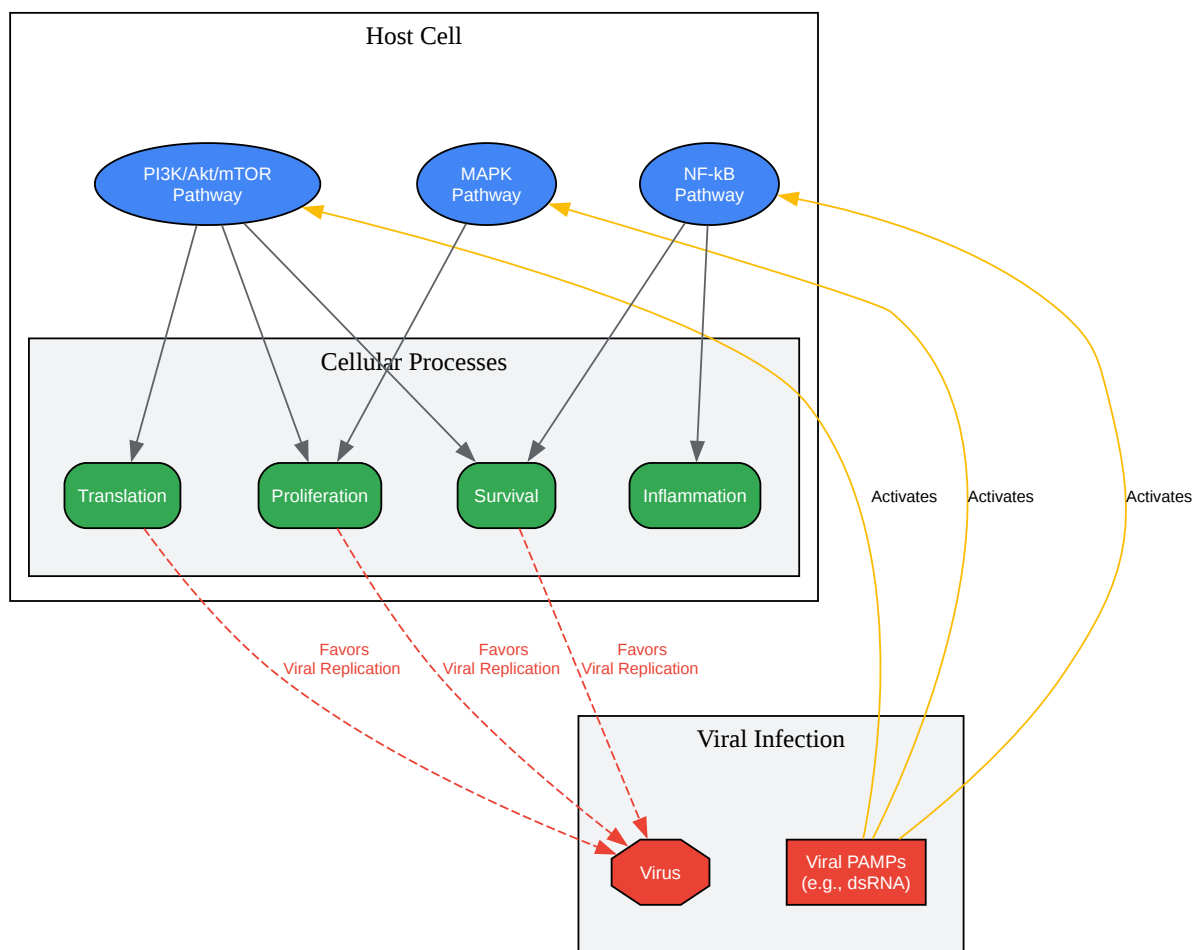 Host Cell
PI3K/Akt/mTOR
Pathway
MAPK
Pathway
NF-kB
Pathway
Cellular Processes
Translation
Proliferation
Survival
Inflammation
Activates
Activates
Activates
Favors
Viral Replication
Favors
Viral Replication
Favors
Viral Replication
Viral Infection
Virus
Viral PAMPs
(e.g., dsRNA)